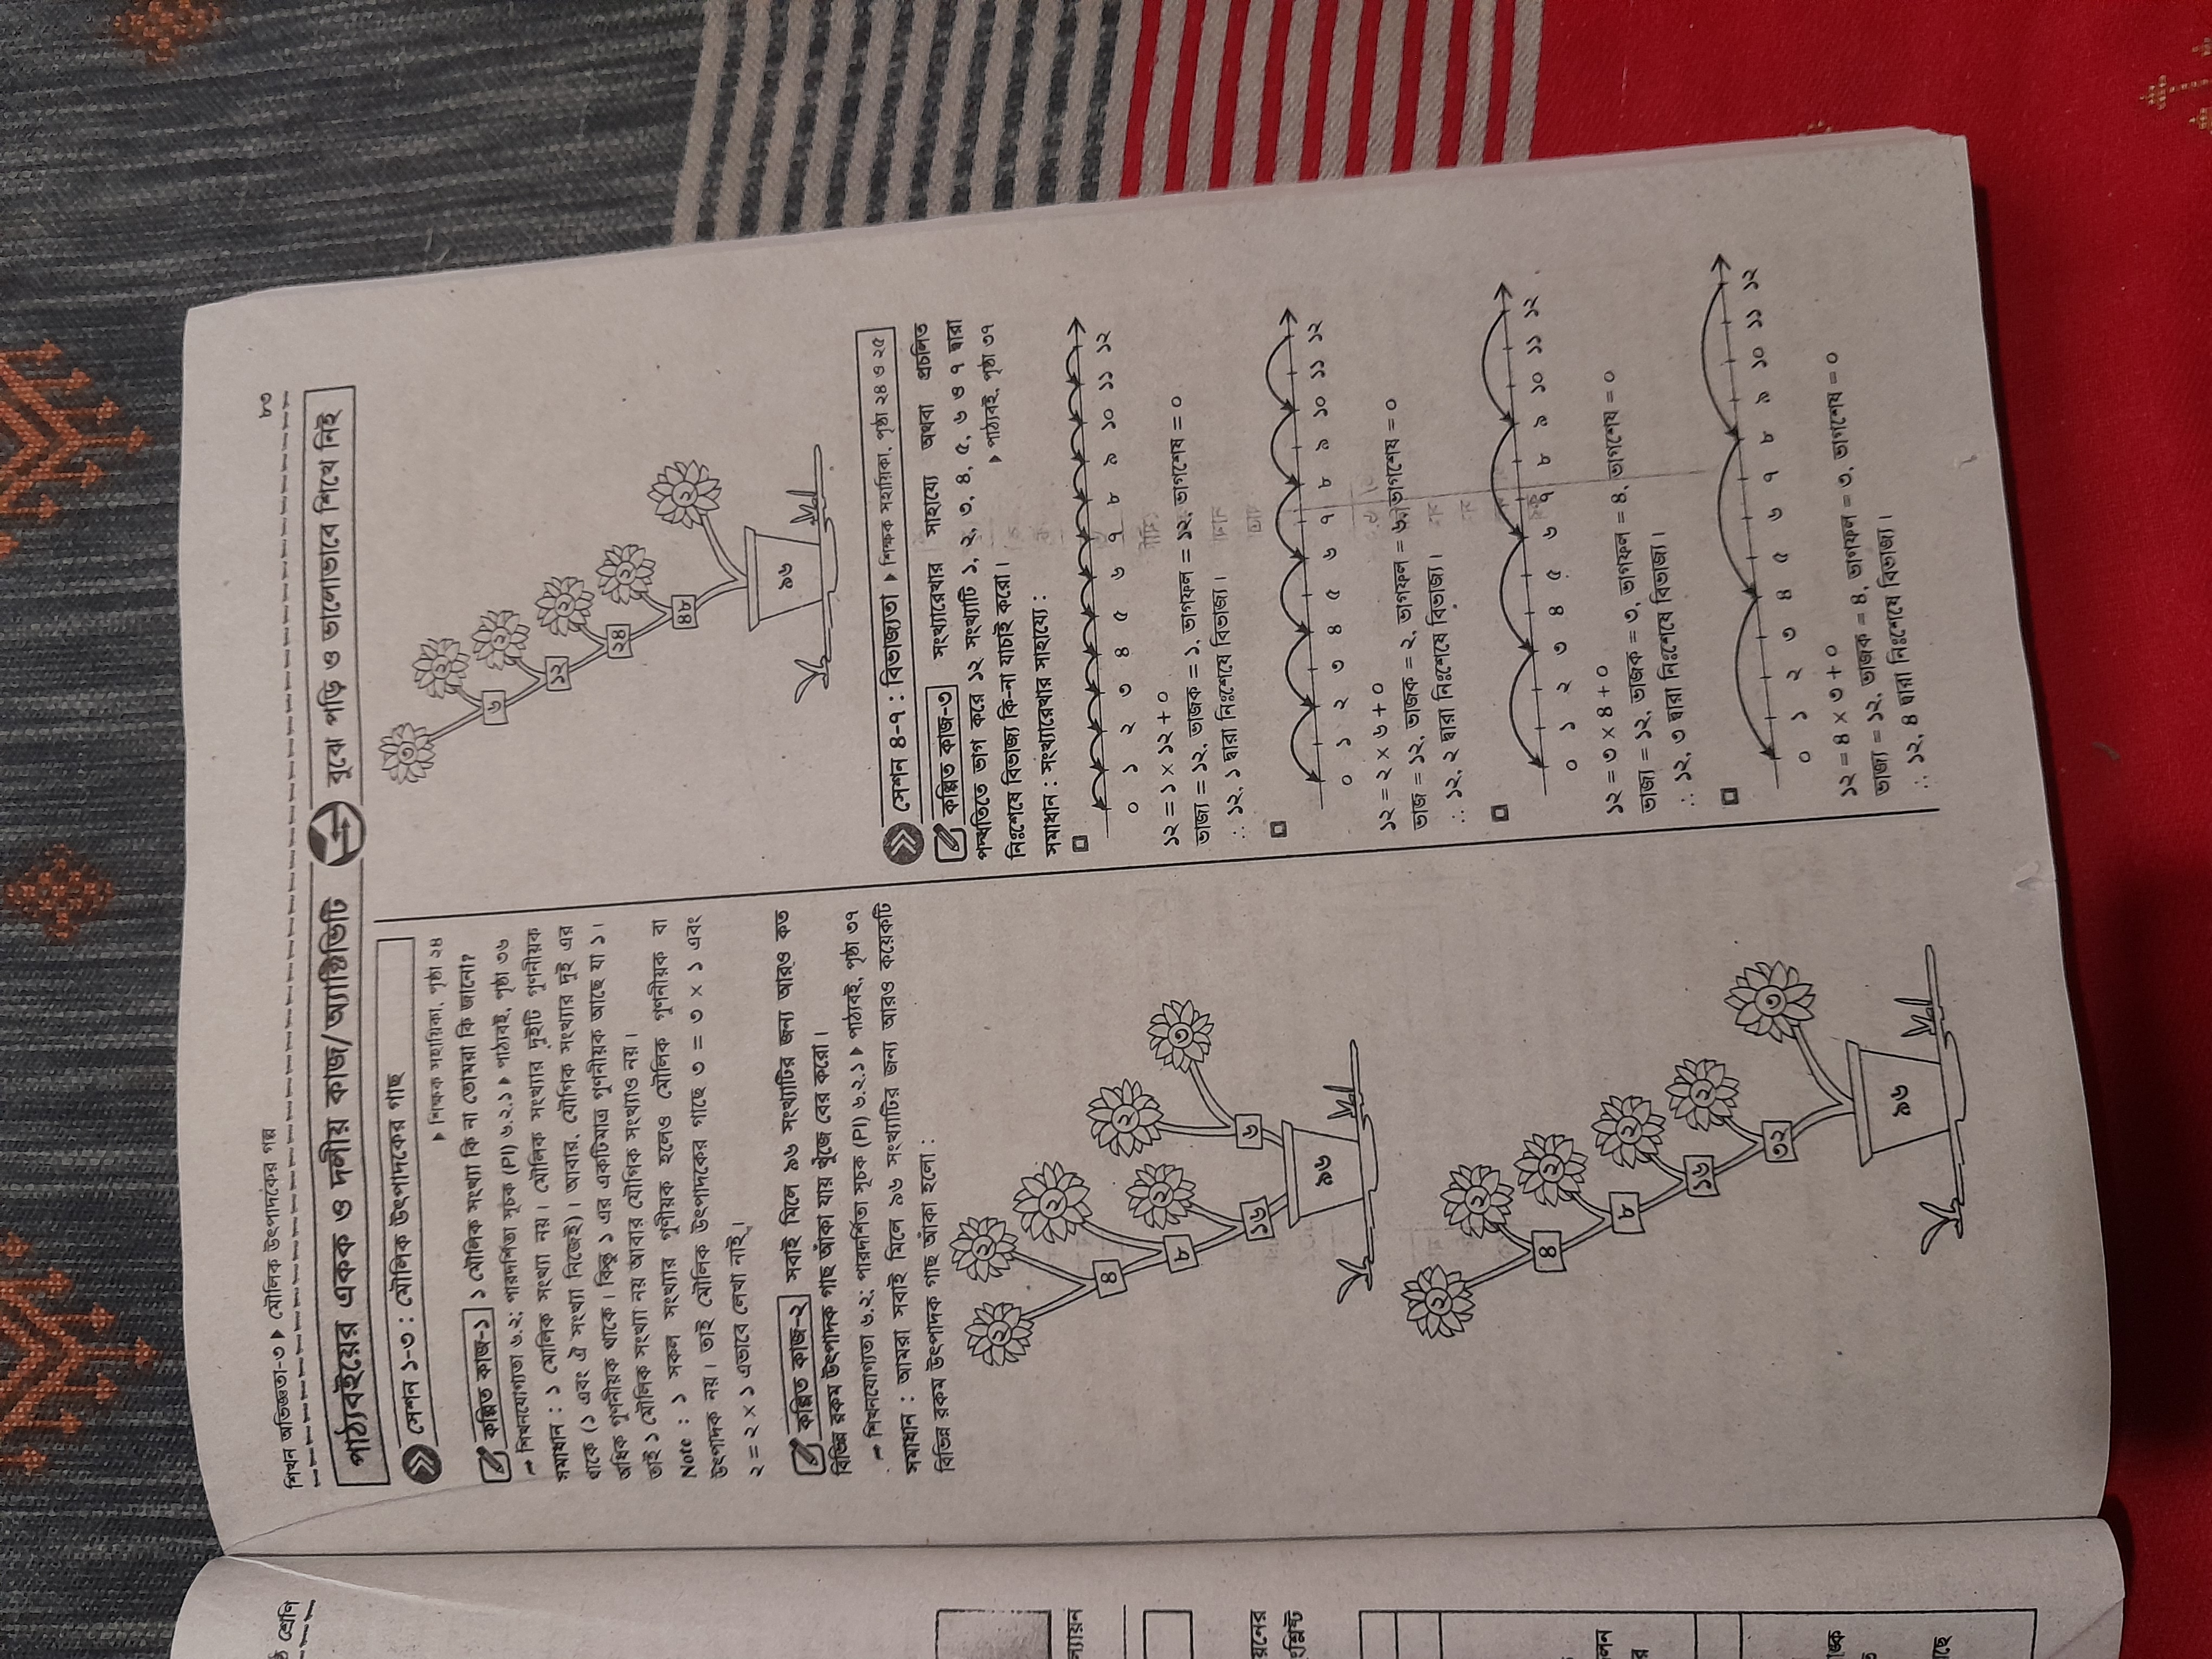 ষ্ঠ শ্রেণি
শিখন অভিজ্ঞতা-৩ ▶ মৌলিক উৎপাদকের গল্প
৮৩
পাঠ্যবইয়ের একক ও দলীয় কাজ/অ্যাক্টিভিটি
বুঝে পড়ি ও ভালোভাবে শিখে নিই
সেশন ১-৩ : মৌলিক উৎপাদকের গাছ
▶ শিক্ষক সহায়িকা, পৃষ্ঠা ২৪
কল্পিত কাজ-১ ১ মৌলিক সংখ্যা কি না তোমরা কি জানো?
➞ শিখনযোগ্যতা ৬.২; পারদর্শিতা সূচক (PI) ৬.২.১ ▶ পাঠ্যবই, পৃষ্ঠা ৩৬
সমাধান : ১ মোলিক সংখ্যা নয়। মৌলিক সংখ্যার দুইটি গুণনীয়ক
থাকে (১ এবং ঐ সংখ্যা নিজেই)। আবার, যৌগিক সংখ্যার দুই এর
অধিক গুণনীয়ক থাকে। কিন্তু ১ এর একটিমাত্র গুণনীয়ক আছে যা ১।
তাই ১ মৌলিক সংখ্যা নয় আবার যৌগিক সংখ্যাও নয়।
Note : ১ সকল সংখ্যার গুণীয়ক হলেও মৌলিক গুণনীয়ক বা
উৎপাদক নয়। তাই মৌলিক উৎপাদকের গাছে ৩ = ৩ × ১ এবং
২ = ২ × ১ এভাবে লেখা নাই।
কল্পিত কাজ-২ সবাই মিলে ৯৬ সংখ্যাটির জন্য আরও কত
বিভিন্ন রকম উৎপাদক গাছ আঁকা যায় খুঁজে বের করো।
➞ শিখনযোগ্যতা ৬.২; পারদর্শিতা সূচক (PI) ৬.২.১ ▶ পাঠ্যবই, পৃষ্ঠা ৩৭
সমাধান : আমরা সবাই মিলে ৯৬ সংখ্যাটির জন্য আরও কয়েকটি
বিভিন্ন রকম উৎপাদক গাছ আঁকা হলো :
২ ২
২
৪
২
৮ ২ ৩
১৬ ৬
৯৬
২
২
৪ ২
৮ ২
১৬ ২
৩২ ৩
৯৬
৩
২
৬ ২
১২ ২
২৪ ২
৪৮ ২
৯৬
সেশন ৪-৭ : বিভাজ্যতা ▶ শিক্ষক সহায়িকা, পৃষ্ঠা ২৪ ও ২৫
কল্পিত কাজ-৩ সংখ্যারেখার সাহায্যে অথবা প্রচলিত
পদ্ধতিতে ভাগ করে ১২ সংখ্যাটি ১, ২, ৩, ৪, ৫, ৬ ও ৭ দ্বারা
নিঃশেষে বিভাজ্য কি-না যাচাই করো। ▶ পাঠ্যবই, পৃষ্ঠা ৩৭
সমাধান : সংখ্যারেখার সাহায্যে :
০ ১ ২ ৩ ৪ ৫ ৬ ৭ ৮ ৯ ১০ ১১ ১২
১২ = ১ × ১২ + ০
ভাজ্য = ১২, ভাজক = ১, ভাগফল = ১২, ভাগশেষ = ০
∴ ১২, ১ দ্বারা নিঃশেষে বিভাজ্য।
০ ১ ২ ৩ ৪ ৫ ৬ ৭ ৮ ৯ ১০ ১১ ১২
১২ = ২ × ৬ + ০
ভাজ = ১২, ভাজক = ২, ভাগফল = ৬, ভাগশেষ = ০
∴ ১২, ২ দ্বারা নিঃশেষে বিভাজ্য।
০ ১ ২ ৩ ৪ ৫ ৬ ৭ ৮ ৯ ১০ ১১ ১২
১২ = ৩ × ৪ + ০
ভাজ্য = ১২, ভাজক = ৩, ভাগফল = ৪, ভাগশেষ = ০
∴ ১২, ৩ দ্বারা নিঃশেষে বিভাজ্য।
০ ১ ২ ৩ ৪ ৫ ৬ ৭ ৮ ৯ ১০ ১১ ১২
১২ = ৪ × ৩ + ০
ভাজ্য = ১২, ভাজক = ৪, ভাগফল = ৩, ভাগশেষ = ০
∴ ১২, ৪ দ্বারা নিঃশেষে বিভাজ্য।